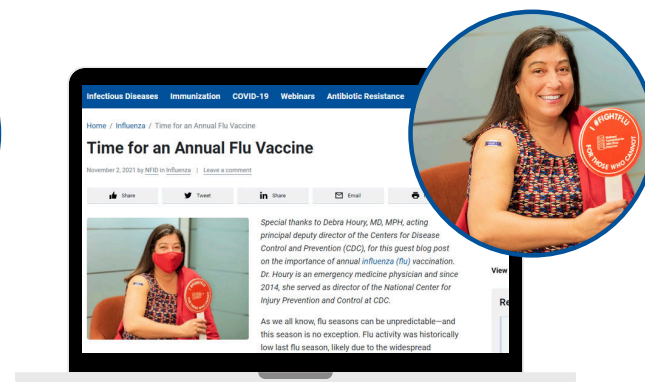 Infectious Diseases Immunization COVID-19 Webinars Antibiotic Resistance
Home / Influenza / Time for an Annual Flu Vaccine
Time for an Annual Flu Vaccine
November 2, 2021 by NFID in Influenza | Leave a comment
Share Tweet Share Email
Special thanks to Debra Houry, MD, MPH, acting
principal deputy director of the Centers for Disease
Control and Prevention (CDC), for this guest blog post
on the importance of annual influenza (flu) vaccination.
Dr. Houry is an emergency medicine physician and since
2014, she served as director of the National Center for
Injury Prevention and Control at CDC.
As we all know, flu seasons can be unpredictable—and
this season is no exception. Flu activity was historically
low last flu season, likely due to the widespread
View
Re
I #FIGHTFLU
FOR THOSE WHO CANNOT